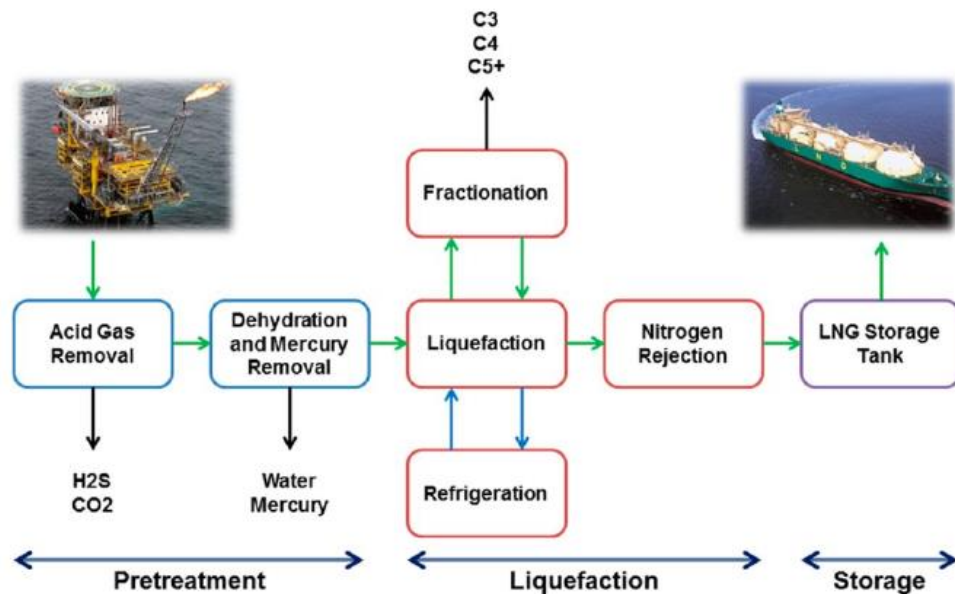 C3
C4
C5+
Fractionation
Acid Gas
Removal
Dehydration
and Mercury
Removal
Liquefaction
Nitrogen
Rejection
LNG Storage
Tank
H2S
CO2
Water
Mercury
Refrigeration
Pretreatment
Liquefaction
Storage
L N G